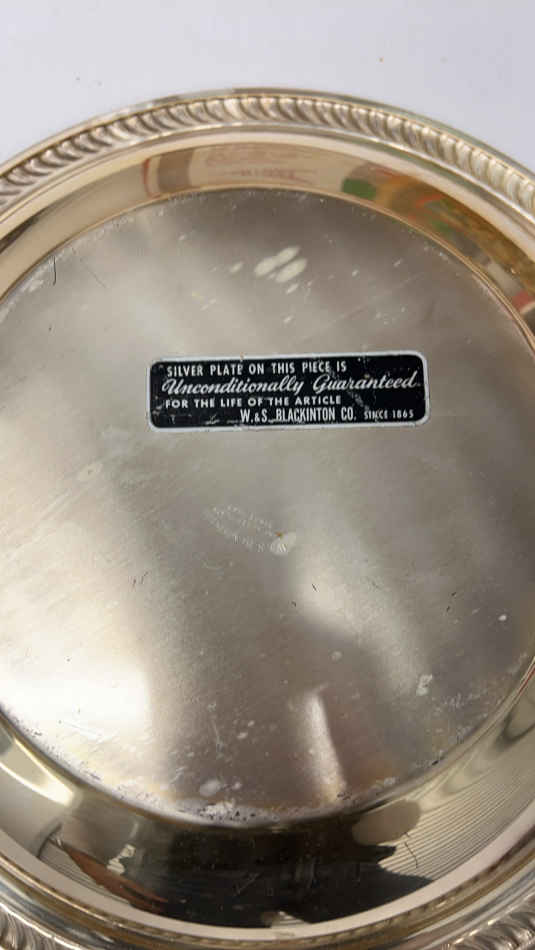 SILVER PLATE ON THIS PIECE IS
Unconditionally Guaranteed
FOR THE LIFE OF THE ARTICLE
W.&S. BLACKINTON CO. SINCE 1865